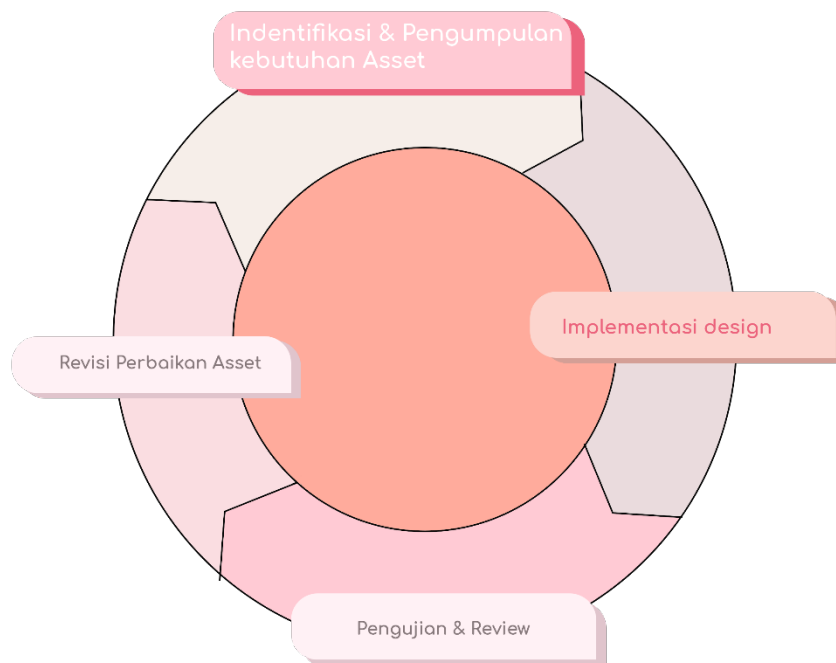 Indentifikasi & Pengumpulan
kebutuhan Asset
Implementasi design
Revisi Perbaikan Asset
Pengujian & Review